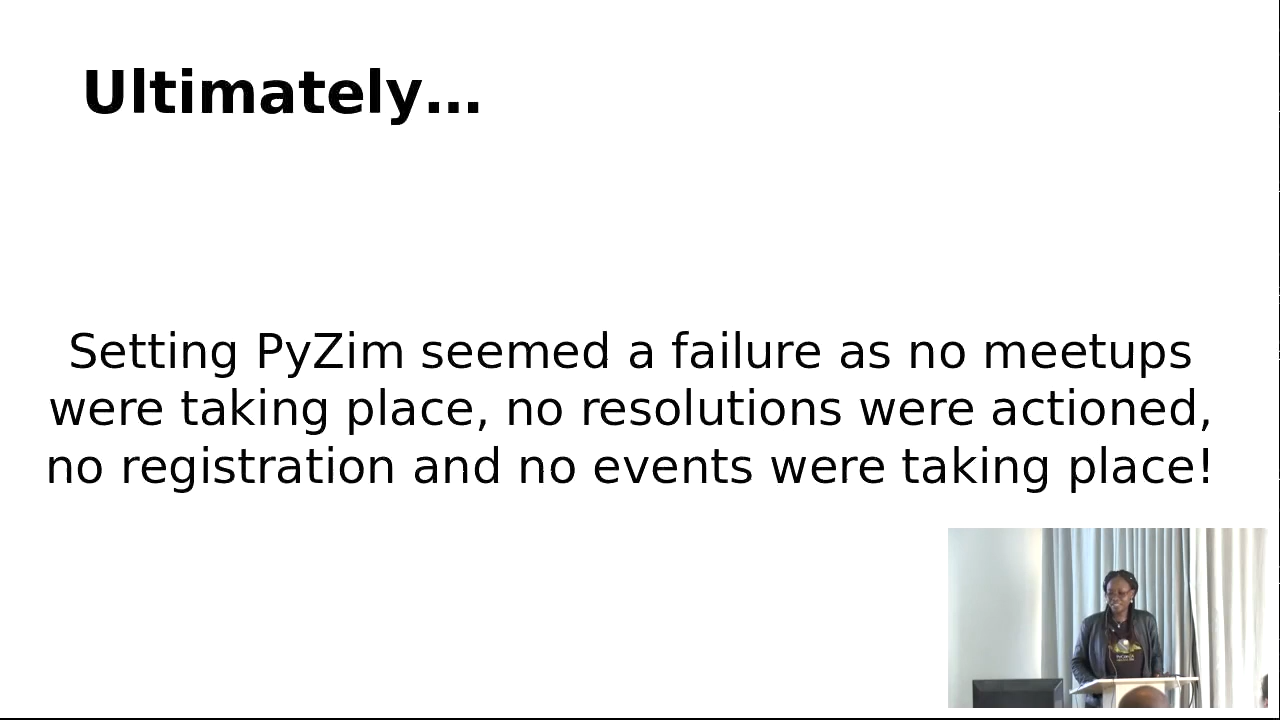 Ultimately...
Setting PyZim seemed a failure as no meetups
were taking place, no resolutions were actioned,
no registration and no events were taking place!